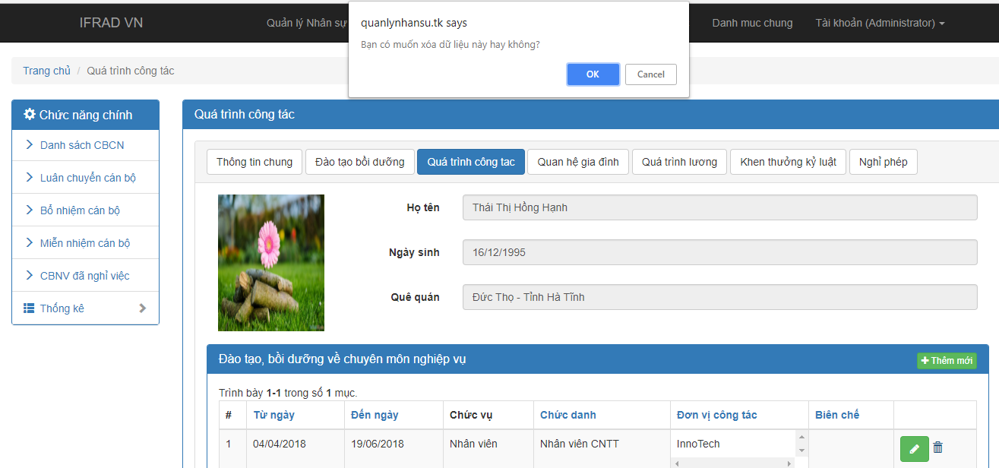 IFRAD VN
Quản lý Nhân sự
Danh muc chung
Tài khoản (Administrator)
quanlynhansu.tk says
Bạn có muốn xóa dữ liệu này hay không?
OK
Cancel
Trang chủ / Quá trình công tác
Chức năng chính
Danh sách CBCN
Luân chuyển cán bộ
Bổ nhiệm cán bộ
Miễn nhiệm cán bộ
CBNV đã nghỉ việc
Thống kê
Quá trình công tác
Thông tin chung
Đào tạo bồi dưỡng
Quá trình công tac
Quan hệ gia đình
Quá trình lương
Khen thưởng kỷ luật
Nghỉ phép
Họ tên
Thái Thị Hồng Hạnh
Ngày sinh
16/12/1995
Quê quán
Đức Thọ - Tỉnh Hà Tĩnh
Đào tạo, bồi dưỡng về chuyên môn nghiệp vụ
Thêm mới
Trình bày 1-1 trong số 1 mục.
# Từ ngày Đến ngày Chức vụ Chức danh Đơn vị công tác Biên chế
1 04/04/2018 19/06/2018 Nhân viên Nhân viên CNTT InnoTech